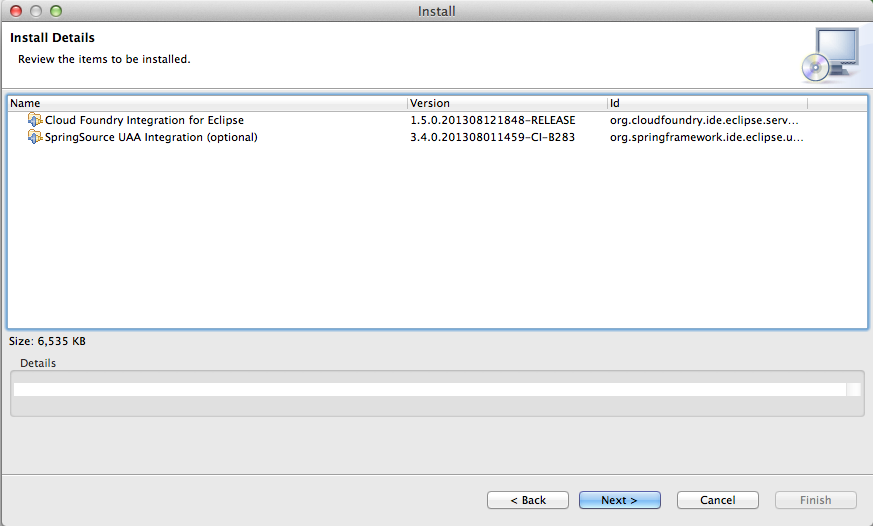 Install
Install Details
Review the items to be installed.
Name Version Id
Cloud Foundry Integration for Eclipse 1.5.0.201308121848-RELEASE org.cloudfoundry.ide.eclipse.serv...
SpringSource UAA Integration (optional) 3.4.0.201308011459-CI-B283 org.springframework.ide.eclipse.u...
Size: 6,535 KB
Details
< Back Next > Cancel Finish